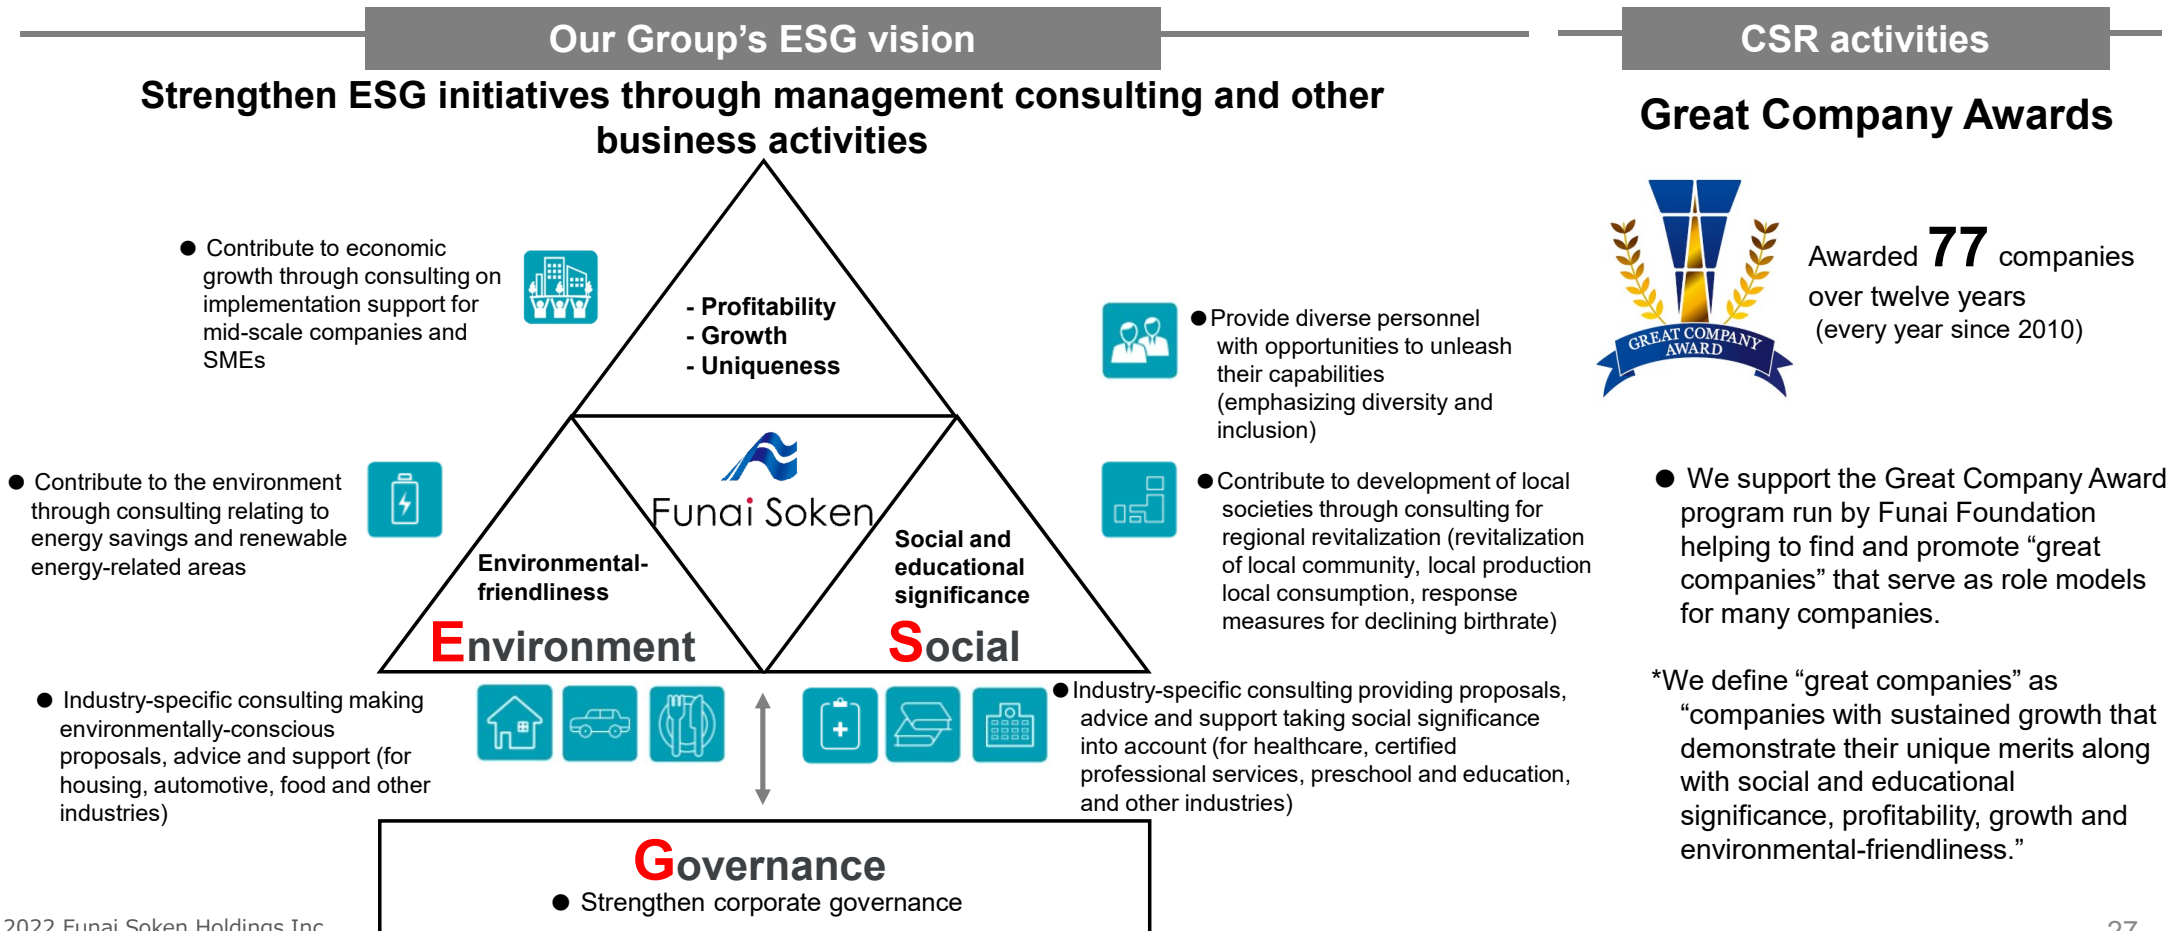 Our Group’s ESG vision
Strengthen ESG initiatives through management consulting and other
business activities
● Contribute to economic
growth through consulting on
implementation support for
mid-scale companies and
SMEs
- Profitability
- Growth
- Uniqueness
● Provide diverse personnel
with opportunities to unleash
their capabilities
(emphasizing diversity and
inclusion)
● Contribute to the environment
through consulting relating to
energy savings and renewable
energy-related areas
Funai Soken
● Contribute to development of local
societies through consulting for
regional revitalization (revitalization
of local community, local production
local consumption, response
measures for declining birthrate)
Environmental-
friendliness
Environment
Social and
educational
significance
Social
● Industry-specific consulting making
environmentally-conscious
proposals, advice and support (for
housing, automotive, food and other
industries)
● Industry-specific consulting providing proposals,
advice and support taking social significance
into account (for healthcare, certified
professional services, preschool and education,
and other industries)
Governance
● Strengthen corporate governance
CSR activities
Great Company Awards
GREAT COMPANY
AWARD
Awarded 77 companies
over twelve years
(every year since 2010)
● We support the Great Company Award
program run by Funai Foundation
helping to find and promote “great
companies” that serve as role models
for many companies.
*We define “great companies” as
“companies with sustained growth that
demonstrate their unique merits along
with social and educational
significance, profitability, growth and
environmental-friendliness.”
2022 Funai Soken Holdings Inc
27